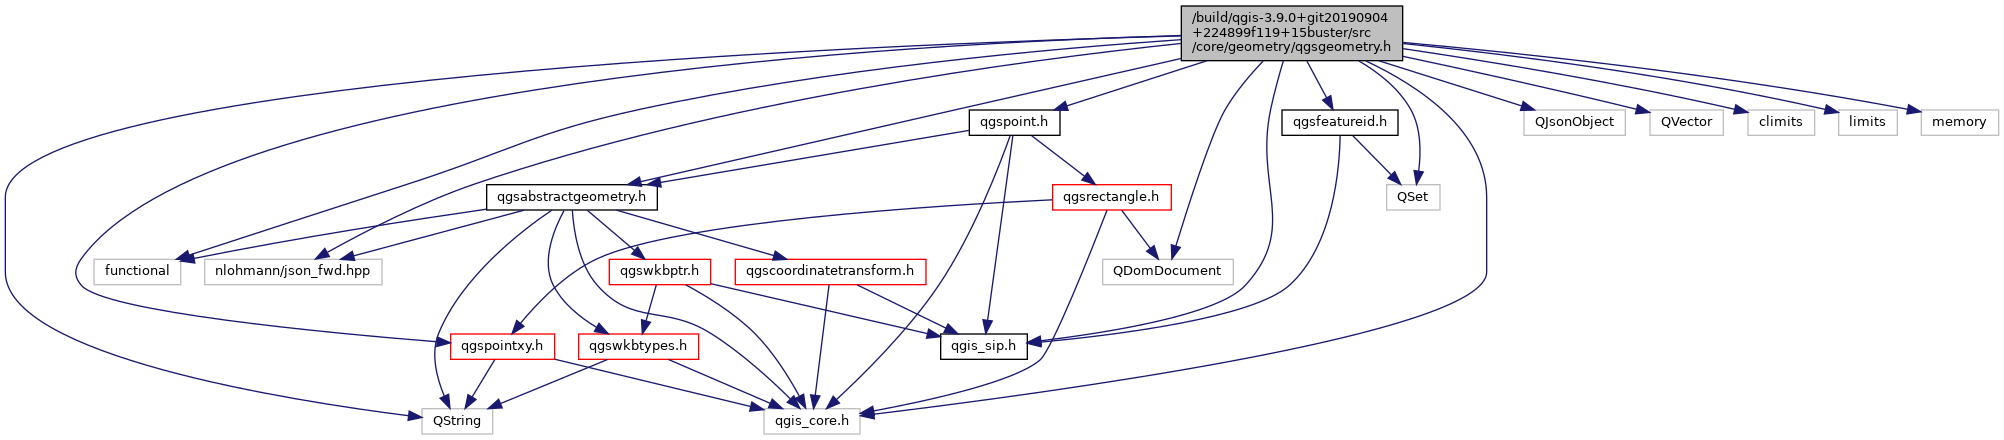 /build/qgis-3.9.0+git20190904
+224899f119+15buster/src
/core/geometry/qgsgeometry.h
qgspoint.h
qgsfeatureid.h
QJsonObject
QVector
climits
limits
memory
qgsabstractgeometry.h
qgsrectangle.h
QSet
functional
nlohmann/json_fwd.hpp
qgswkbptr.h
qgscoordinatetransform.h
QDomDocument
qgspointxy.h
qgswkbtypes.h
qgis_sip.h
QString
qgis_core.h